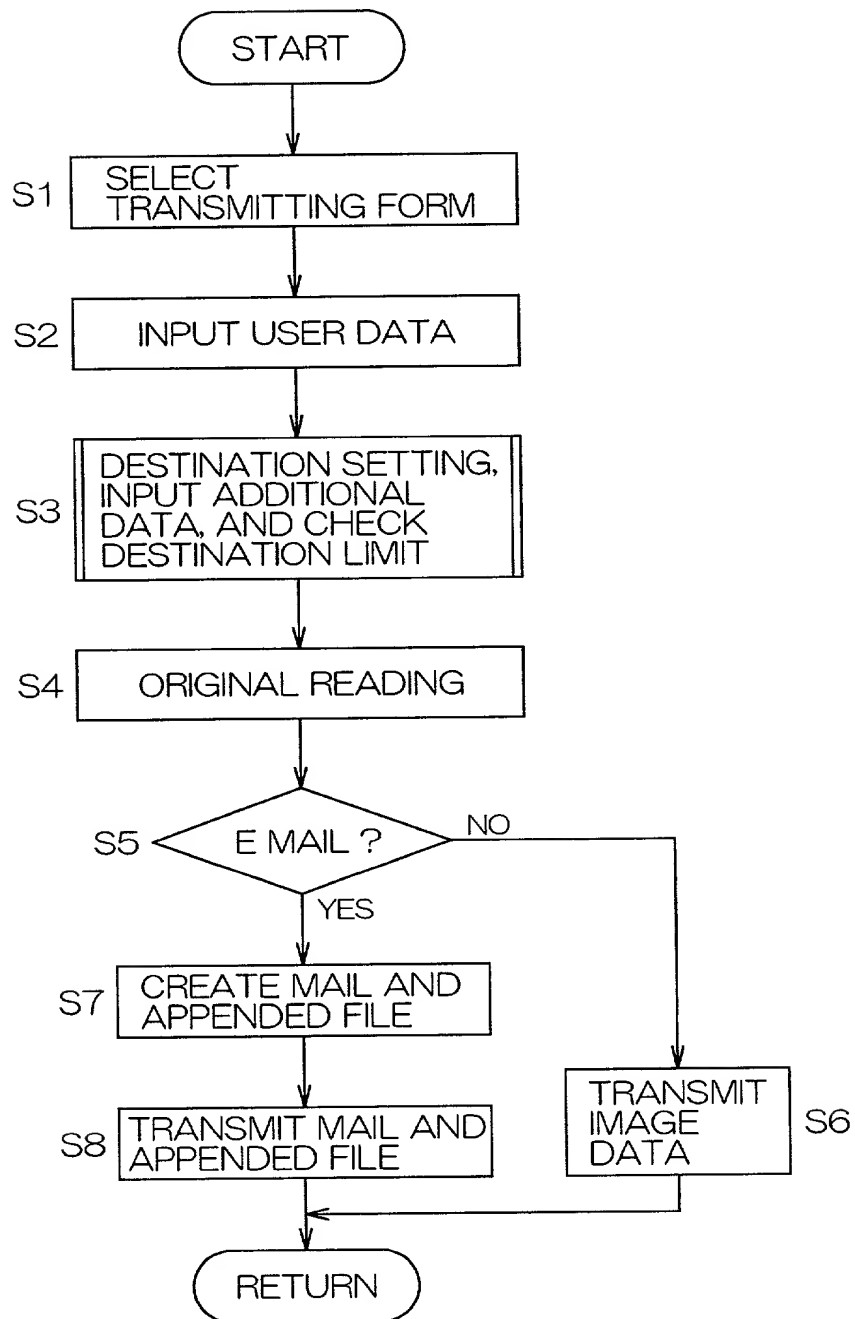 START
S1
SELECT
TRANSMITTING FORM
S2
INPUT USER DATA
S3
DESTINATION SETTING,
INPUT ADDITIONAL
DATA, AND CHECK
DESTINATION LIMIT
S4
ORIGINAL READING
S5
E MAIL ?
NO
YES
S7
CREATE MAIL AND
APPENDED FILE
S8
TRANSMIT MAIL AND
APPENDED FILE
TRANSMIT
IMAGE
DATA
S6
RETURN